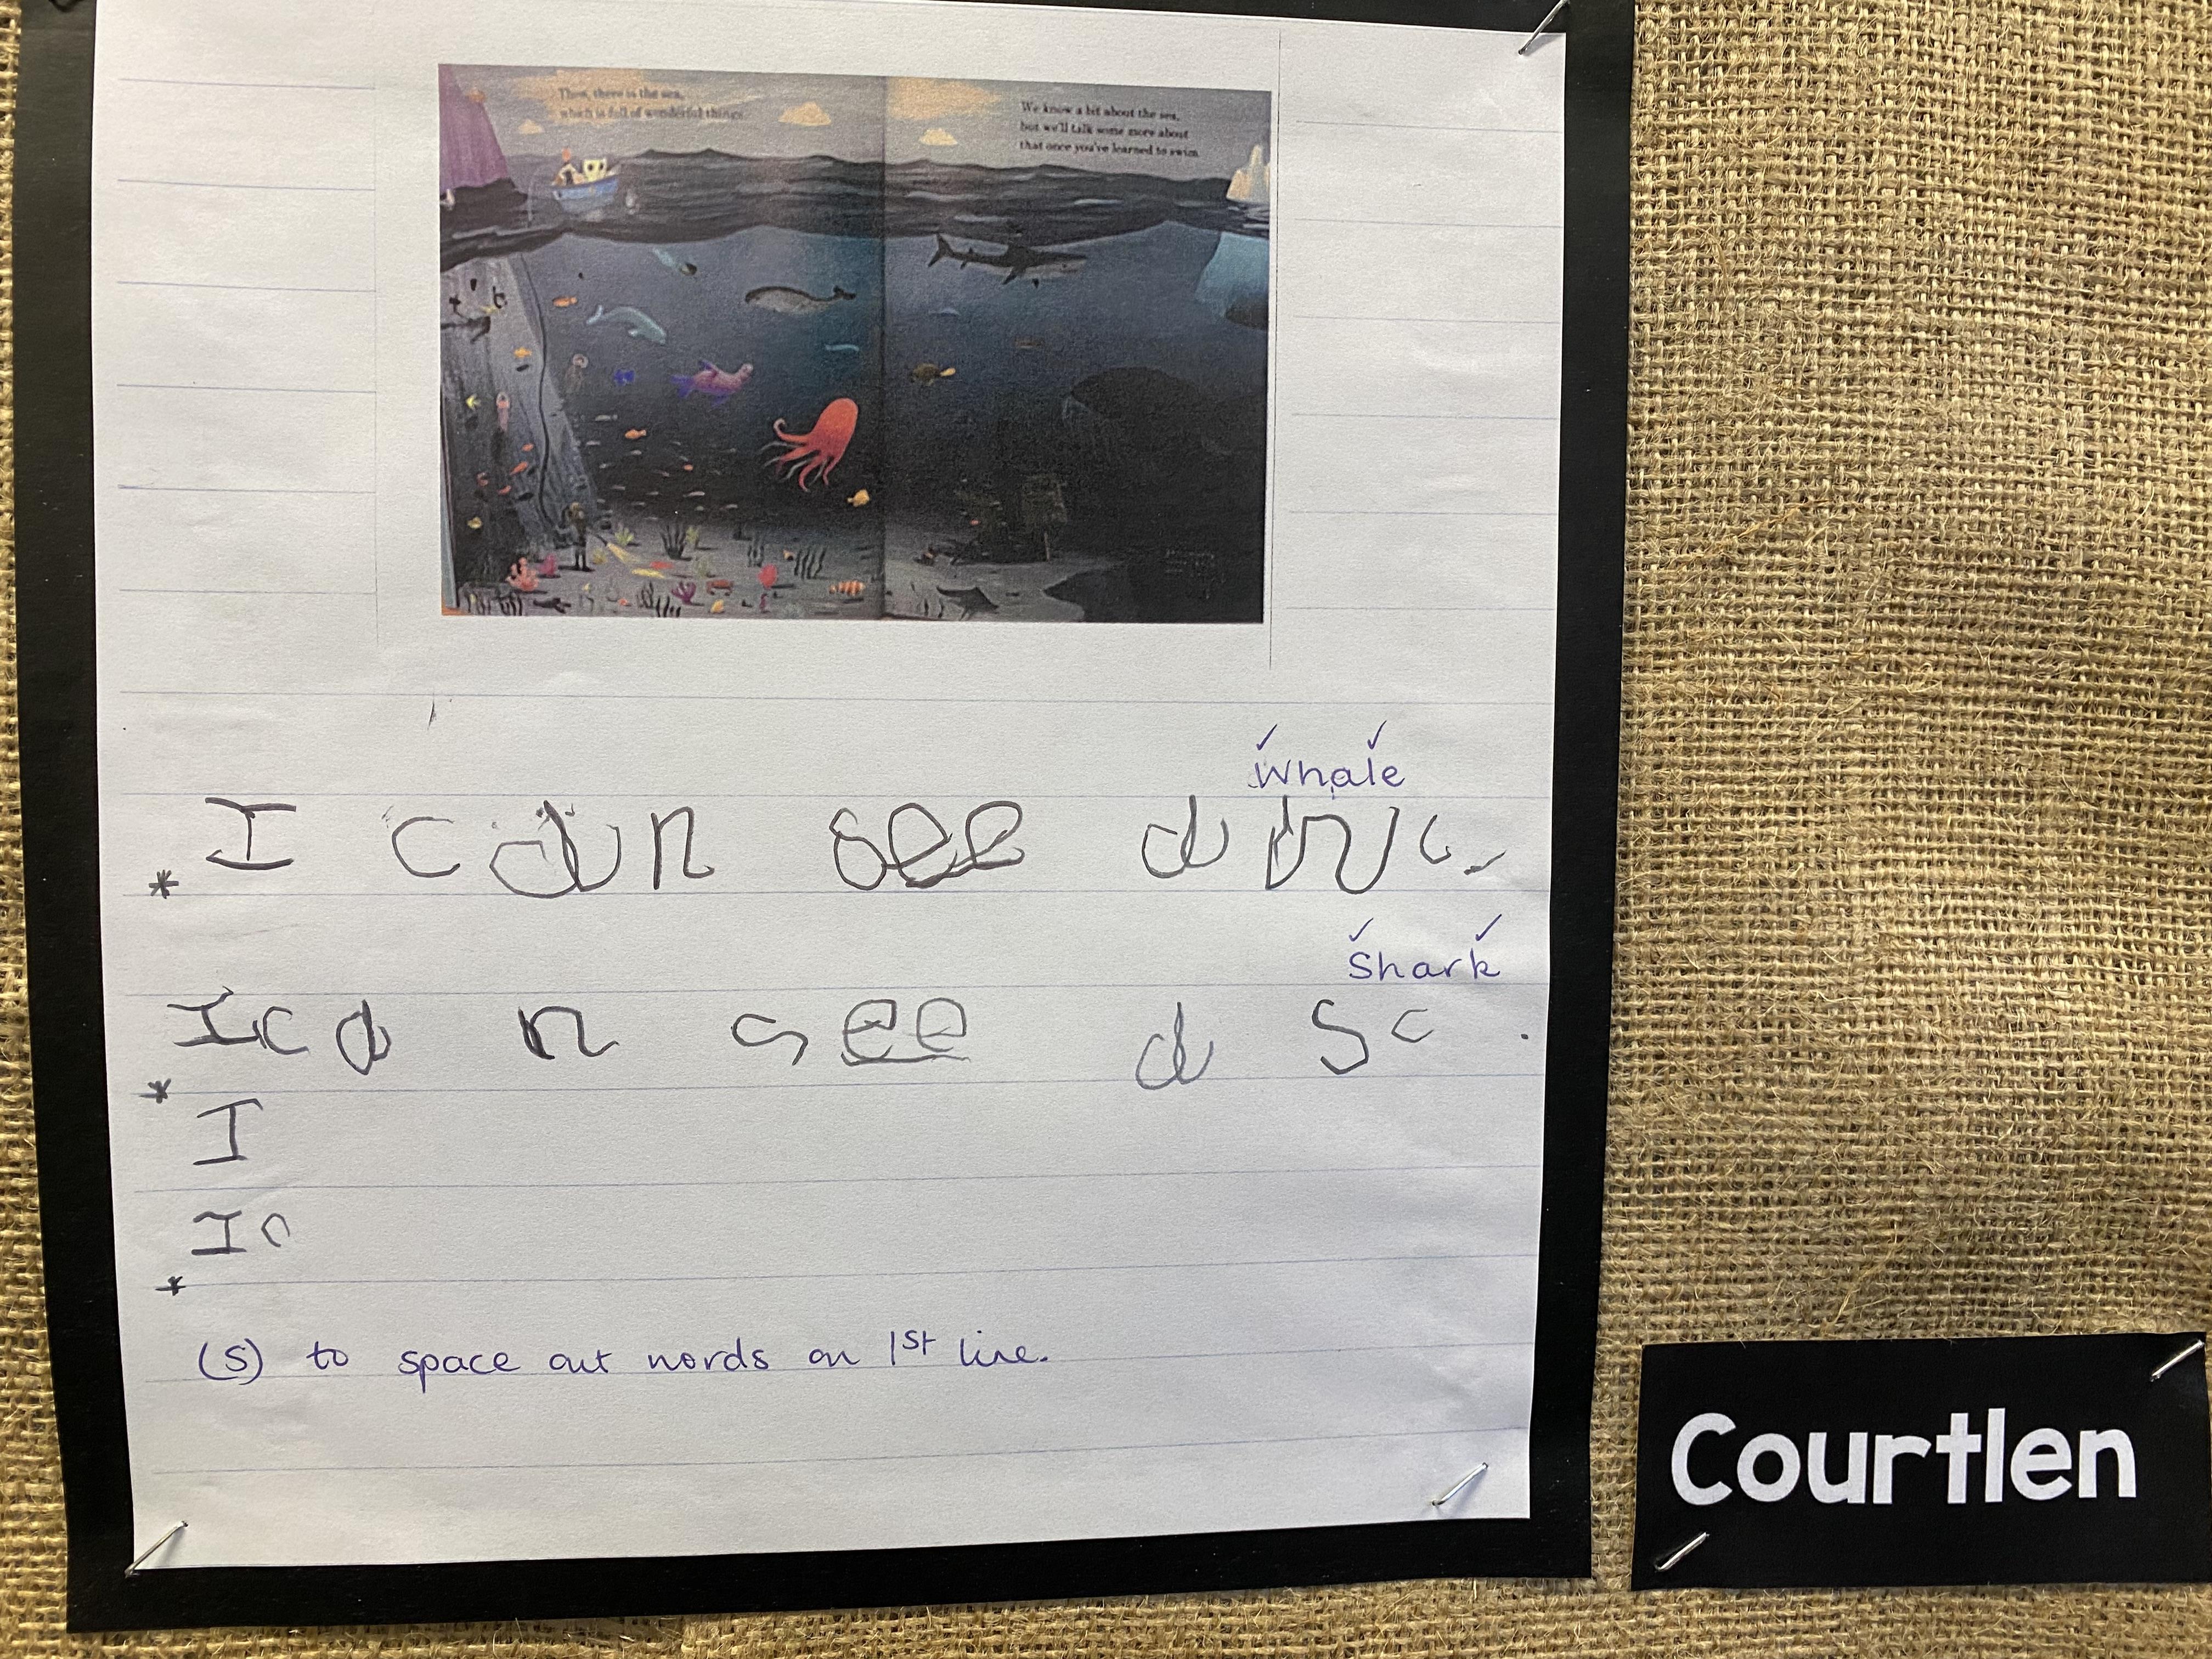 Then, there is the sea,
which is full of wonderful things.
We know a bit about the sea,
but we'll talk some more about
that once you've learned to swim.
Whale
I can see a
Shark
I ca n see a Sc .
I
I c
(S) to space out words on 1st line.
Courtlen